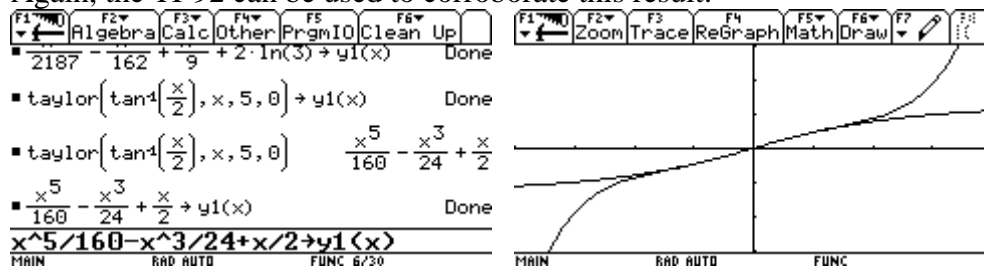 Again, the TI-92 can be used to corroborate this result.
F1 F2 Algebra F3 Calc F4 Other F5 PrgmIO F6 Clean Up
2187 - 162 + 9 + 2·ln(3) → y1(x) Done
▪ taylor(tan⁻¹(x/2), x, 5, 0) → y1(x) Done
▪ taylor(tan⁻¹(x/2), x, 5, 0) x^5/160 - x^3/24 + x/2
▪ x^5/160 - x^3/24 + x/2 → y1(x) Done
x^5/160-x^3/24+x/2→y1(x)
MAIN RAD AUTO FUNC 6/30
F1 F2 Zoom F3 Trace F4 ReGraph F5 Math F6 Draw F7
MAIN RAD AUTO FUNC